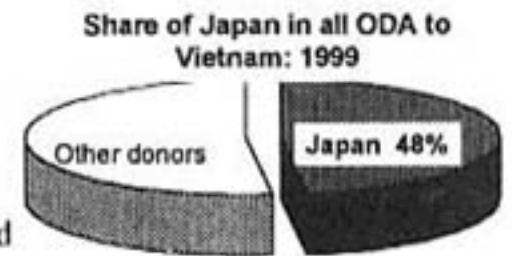 Share of Japan in all ODA to
Vietnam: 1999
Other donors
Japan 48%
d